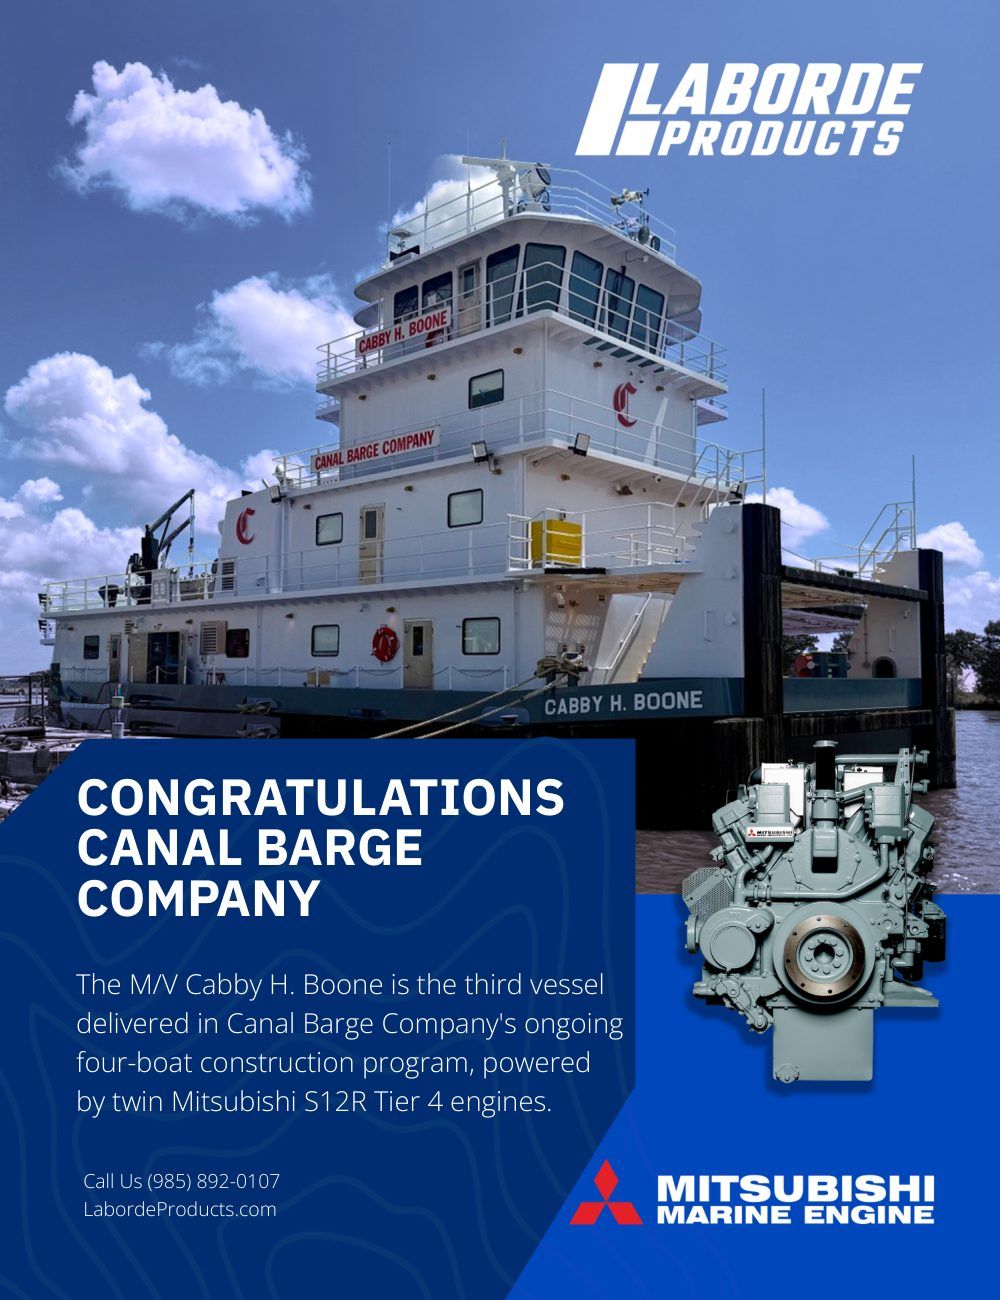 LABORDE
PRODUCTS
CABBY H. BOONE
C
CANAL BARGE COMPANY
C
CABBY H. BOONE
MITSUBISHI
CONGRATULATIONS
CANAL BARGE
COMPANY
The M/V Cabby H. Boone is the third vessel
delivered in Canal Barge Company's ongoing
four-boat construction program, powered
by twin Mitsubishi S12R Tier 4 engines.
Call Us (985) 892-0107
LabordeProducts.com
MITSUBISHI
MARINE ENGINE